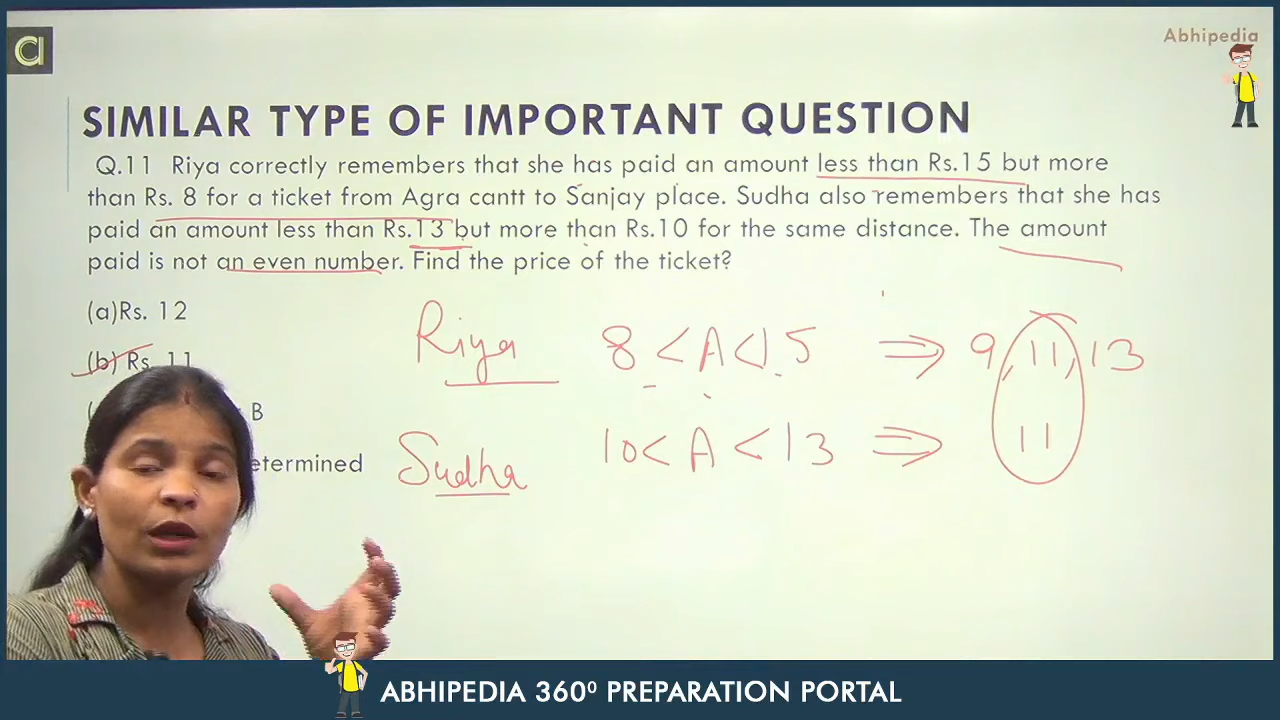 Abhipedia
SIMILAR TYPE OF IMPORTANT QUESTION
Q.11 Riya correctly remembers that she has paid an amount less than Rs.15 but more
than Rs. 8 for a ticket from Agra cantt to Sanjay place. Sudha also remembers that she has
paid an amount less than Rs.13 but more than Rs.10 for the same distance. The amount
paid is not an even number. Find the price of the ticket?
(a)Rs. 12
(b) Rs. 11
B
etermined
Riya 8 < A < 15 ⇒ 9, 11, 13
Sudha 10 < A < 13 ⇒ 11
ABHIPEDIA 360⁰ PREPARATION PORTAL